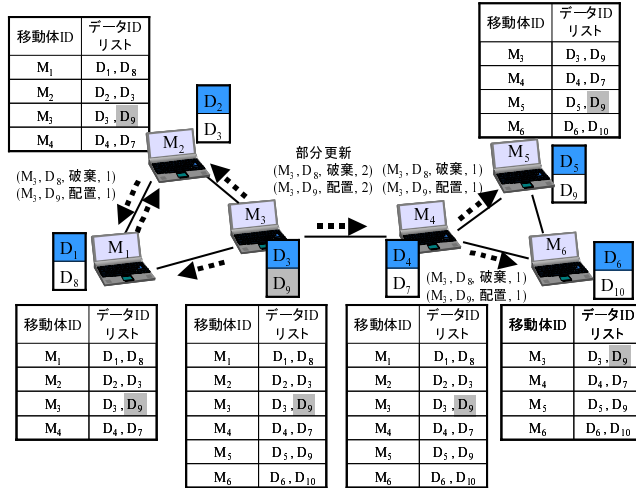 移動体ID データID リスト
M1 D1, D8
M2 D2, D3
M3 D3, D9
M4 D4, D7
移動体ID データID リスト
M3 D3, D9
M4 D4, D7
M5 D5, D9
M6 D6, D10
D2
D3
M2
部分更新
(M3, D8, 破棄, 1)
(M3, D9, 配置, 1)
(M3, D8, 破棄, 2)
(M3, D9, 配置, 2)
(M3, D8, 破棄, 1)
(M3, D9, 配置, 1)
M5
D5
D9
M3
M4
D1
D8
M1
D3
D9
D4
D7
M6
D6
D10
(M3, D8, 破棄, 1)
(M3, D9, 配置, 1)
移動体ID データID リスト
M1 D1, D8
M2 D2, D3
M3 D3, D9
M4 D4, D7
移動体ID データID リスト
M1 D1, D8
M2 D2, D3
M3 D3, D9
M4 D4, D7
M5 D5, D9
M6 D6, D10
移動体ID データID リスト
M1 D1, D8
M2 D2, D3
M3 D3, D9
M4 D4, D7
M5 D5, D9
M6 D6, D10
移動体ID データID リスト
M3 D3, D9
M4 D4, D7
M5 D5, D9
M6 D6, D10